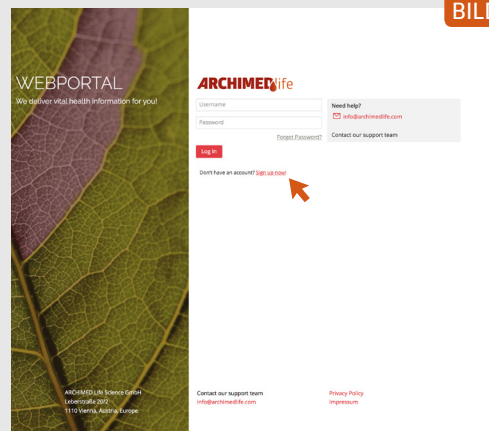 BILD
WEBPORTAL
We deliver vital health information for you!
ARCHIMEDlife
Username
Password
Forget Password?
Log in
Don't have an account? Sign up now!
Need help?
info@archimedlife.com
Contact our support team
ARCHIMED Life Science GmbH
Leberstraße 20/2
1110 Vienna, Austria, Europe
Contact our support team
info@archimedlife.com
Privacy Policy
Impressum